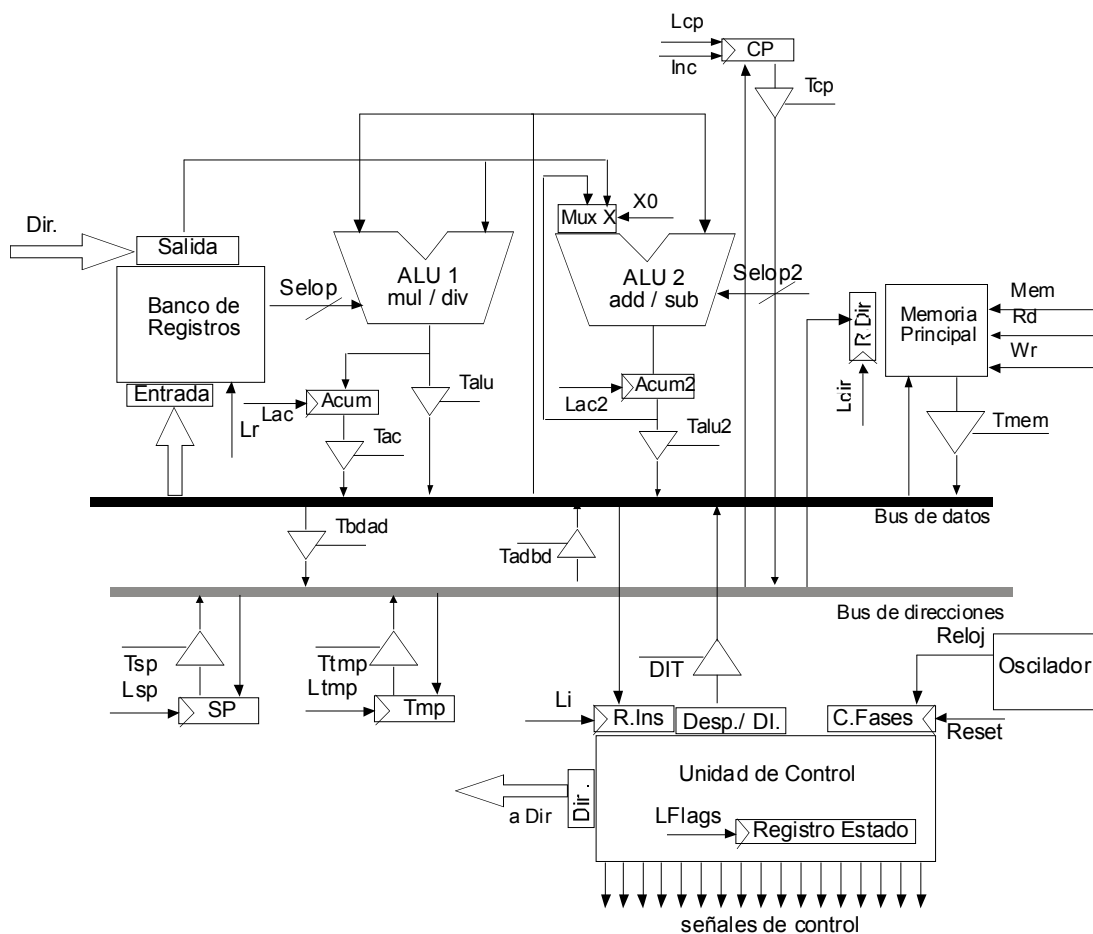 Lcp
CP
Inc
Tcp
Dir.
Salida
Mux X
X0
Banco de
Registros
Selop
ALU 1
mul / div
ALU 2
add / sub
Selop2
R Dir
Memoria
Principal
Mem
Rd
Wr
Entrada
Lr
Lac
Acum
Talu
Lac2
Acum2
Ldir
Tac
Talu2
Tmem
Bus de datos
Tbdad
Tadbd
Bus de direcciones
Tsp
Lsp
SP
Ttmp
Ltmp
Tmp
DIT
Reloj
Oscilador
Li
R.Ins
Desp./ DI.
C.Fases
Reset
Unidad de Control
a Dir
Dir .
LFlags
Registro Estado
señales de control